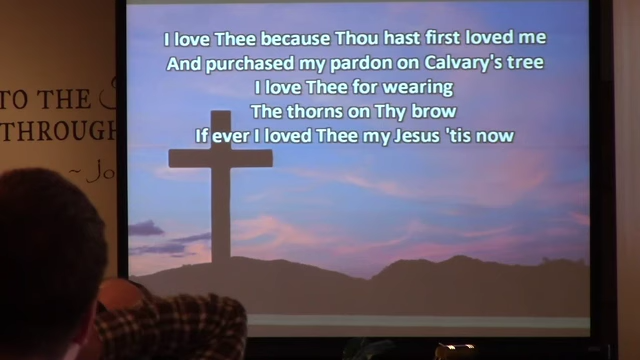 I love Thee because Thou hast first loved me
And purchased my pardon on Calvary's tree
I love Thee for wearing
The thorns on Thy brow
If ever I loved Thee my Jesus 'tis now
TO THE
THROUGH
~Jo